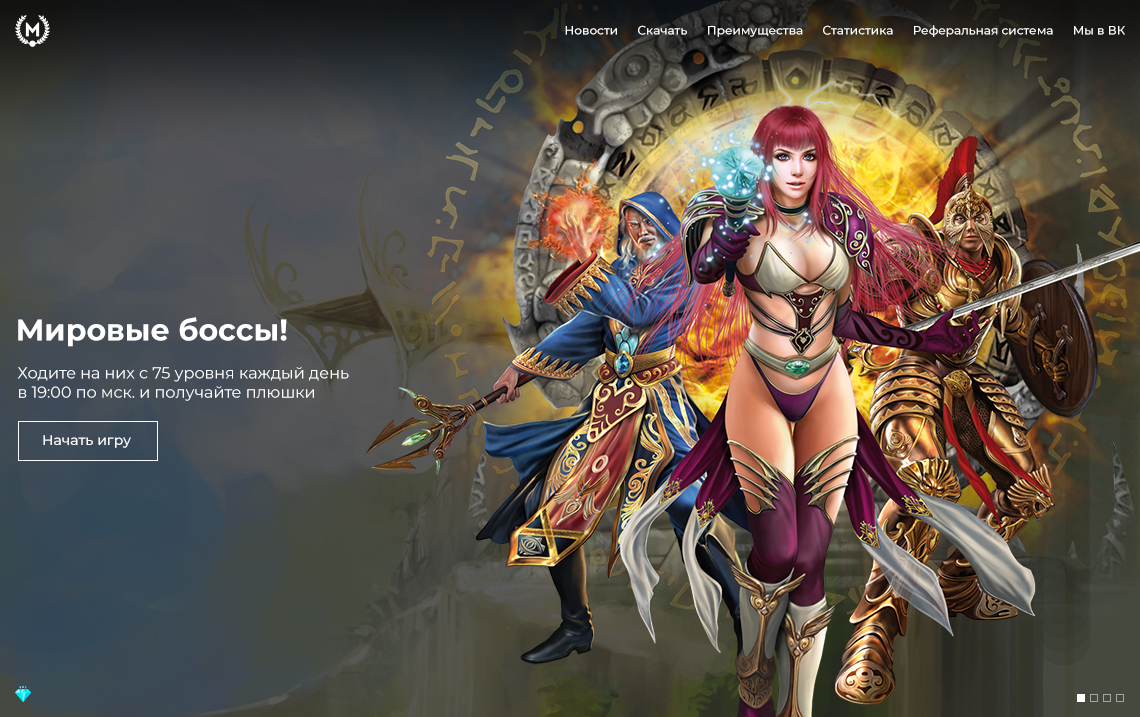 M
Новости
Скачать
Преимущества
Статистика
Реферальная система
Мы в ВК
Мировые боссы!
Ходите на них с 75 уровня каждый день
в 19:00 по мск. и получайте плюшки
Начать игру